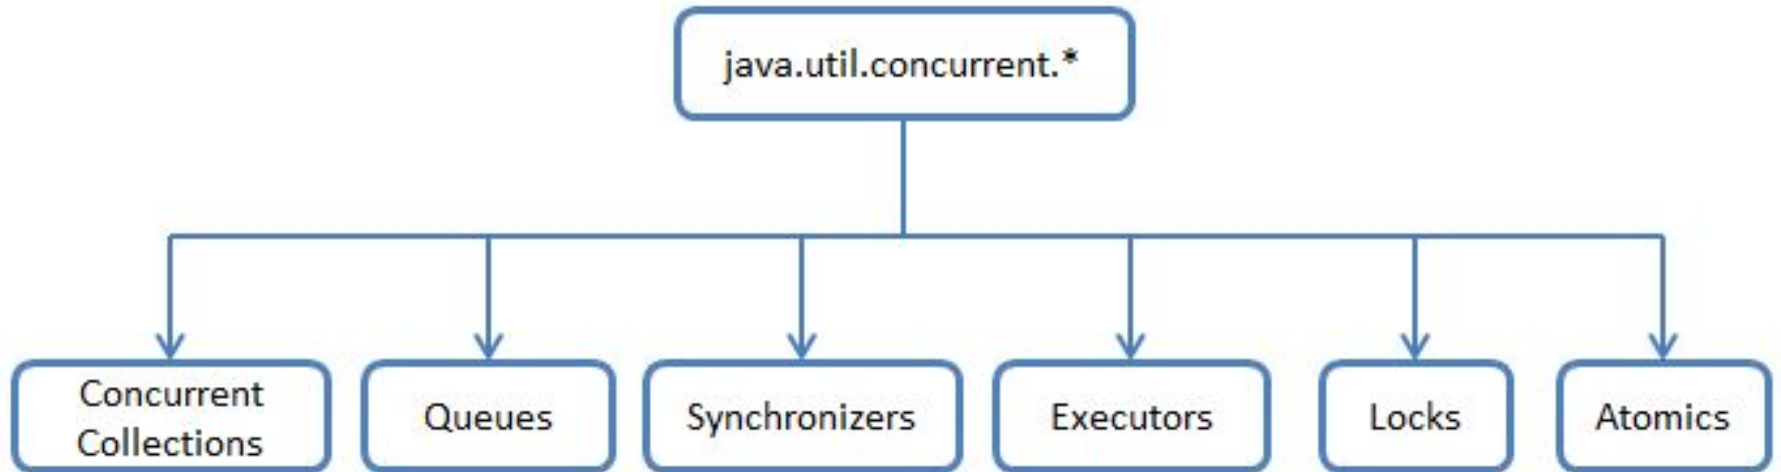 java.util.concurrent.*
Concurrent
Collections
Queues
Synchronizers
Executors
Locks
Atomics